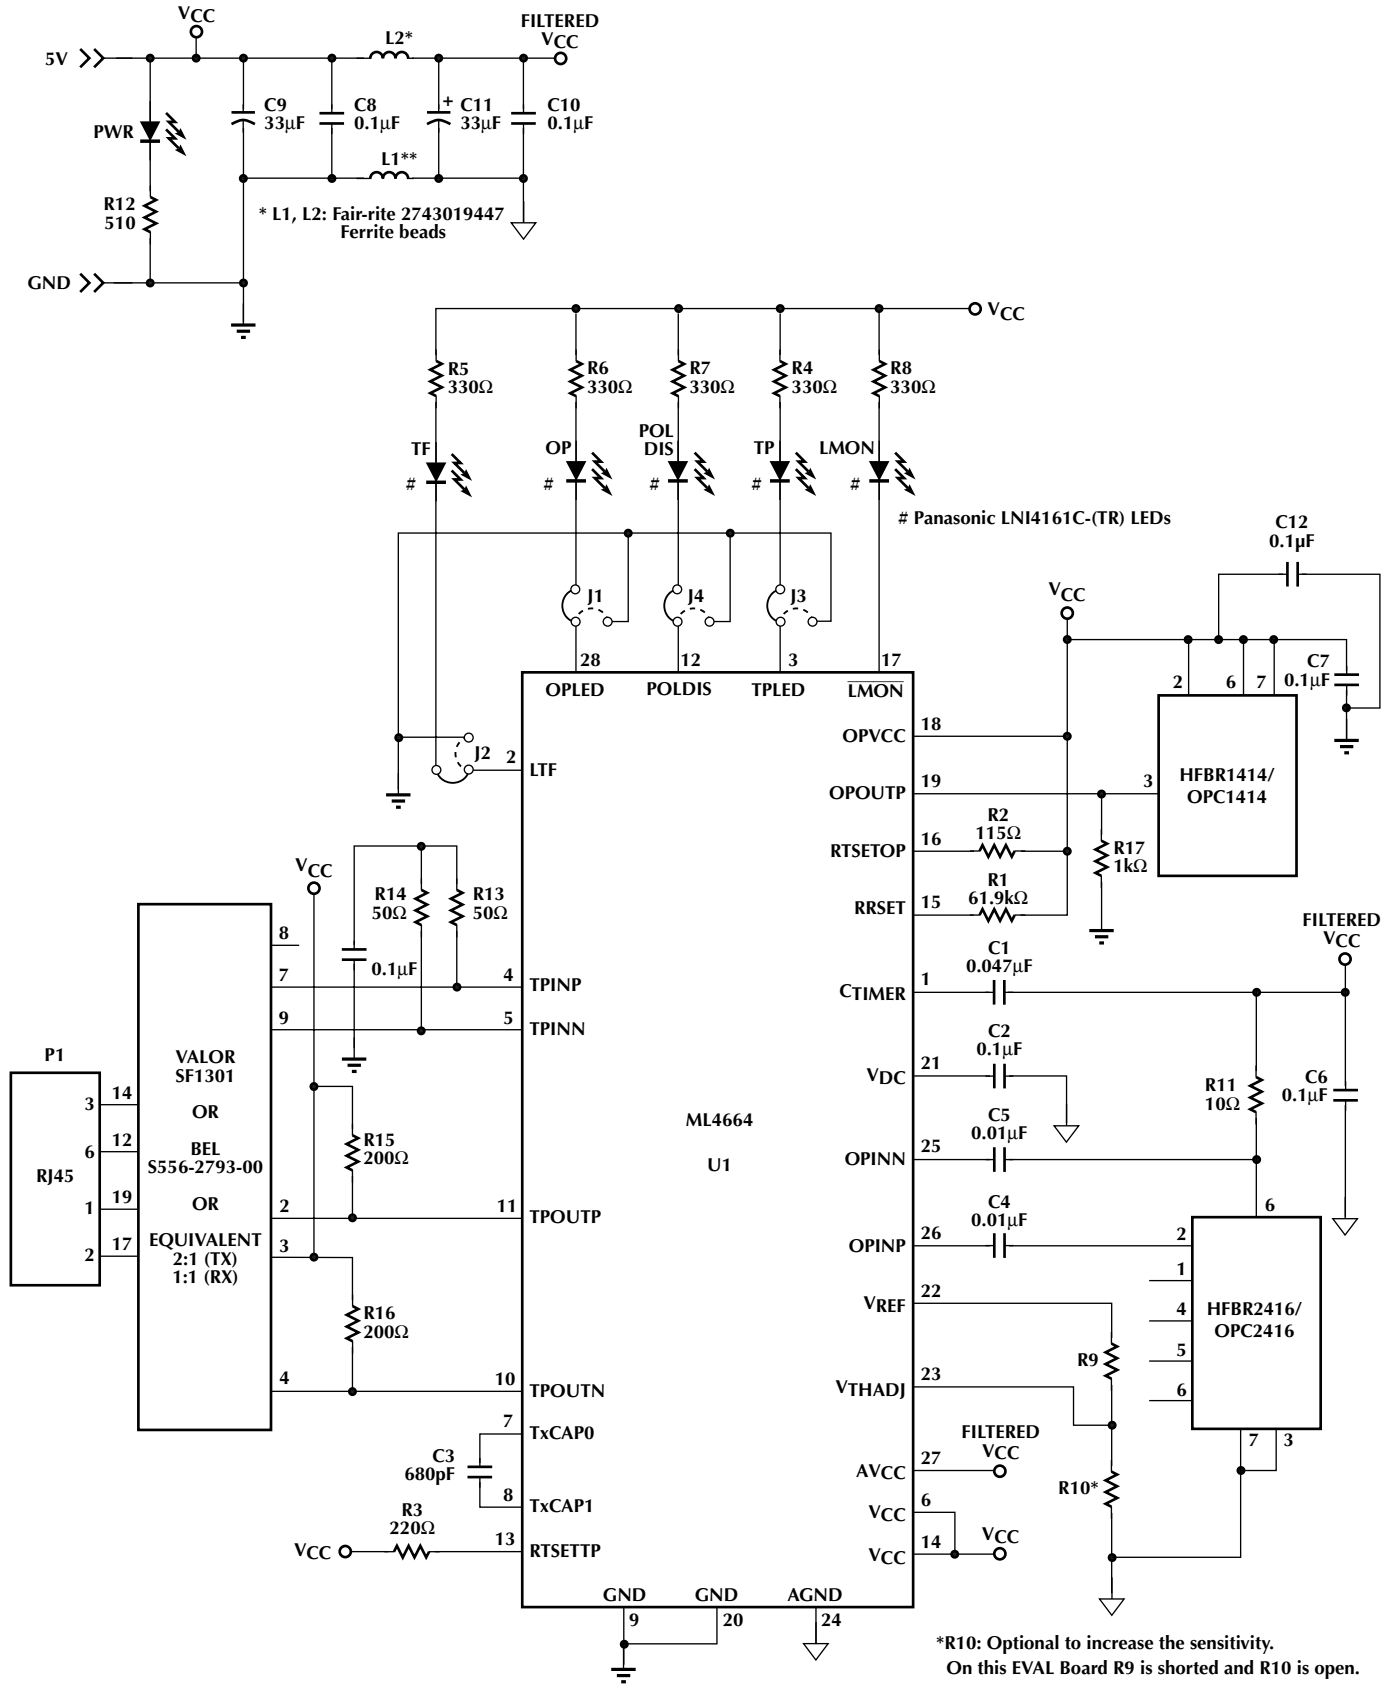 VCC
FILTERED
VCC
5V
L2*
C9
33µF
C8
0.1µF
+
C11
33µF
C10
0.1µF
PWR
L1**
R12
510
* L1, L2: Fair-rite 2743019447
Ferrite beads
GND
VCC
R5
330Ω
R6
330Ω
R7
330Ω
R4
330Ω
R8
330Ω
TF
#
OP
#
POL
DIS
#
TP
#
LMON
#
# Panasonic LNI4161C-(TR) LEDs
C12
0.1µF
J1
J4
J3
VCC
28
12
3
17
OPLED
POLDIS
TPLED
LMON
2
6
7
C7
0.1µF
J2
2
LTF
OPVCC
18
OPOUTP
19
3
HFBR1414/
OPC1414
RTSETOP
16
R2
115Ω
R17
1kΩ
RRSET
15
R1
61.9kΩ
VCC
R14
50Ω
R13
50Ω
0.1µF
8
7
4
TPINP
9
5
TPINN
CTIMER
1
C1
0.047µF
FILTERED
VCC
VDC
21
C2
0.1µF
R11
10Ω
C6
0.1µF
P1
RJ45
3
14
6
12
1
19
2
17
VALOR
SF1301
OR
BEL
S556-2793-00
OR
EQUIVALENT
2:1 (TX)
1:1 (RX)
R15
200Ω
2
11
TPOUTP
3
R16
200Ω
4
10
TPOUTN
ML4664
U1
OPINN
25
C5
0.01µF
6
OPINP
26
C4
0.01µF
2
1
4
5
6
HFBR2416/
OPC2416
7
3
VREF
22
R9
VTHADJ
23
R10*
7
TxCAP0
C3
680pF
8
TxCAP1
AVCC
27
FILTERED
VCC
VCC
6
VCC
14
VCC
VCC
R3
220Ω
13
RTSETTP
GND
GND
AGND
9
20
24
*R10: Optional to increase the sensitivity.
On this EVAL Board R9 is shorted and R10 is open.